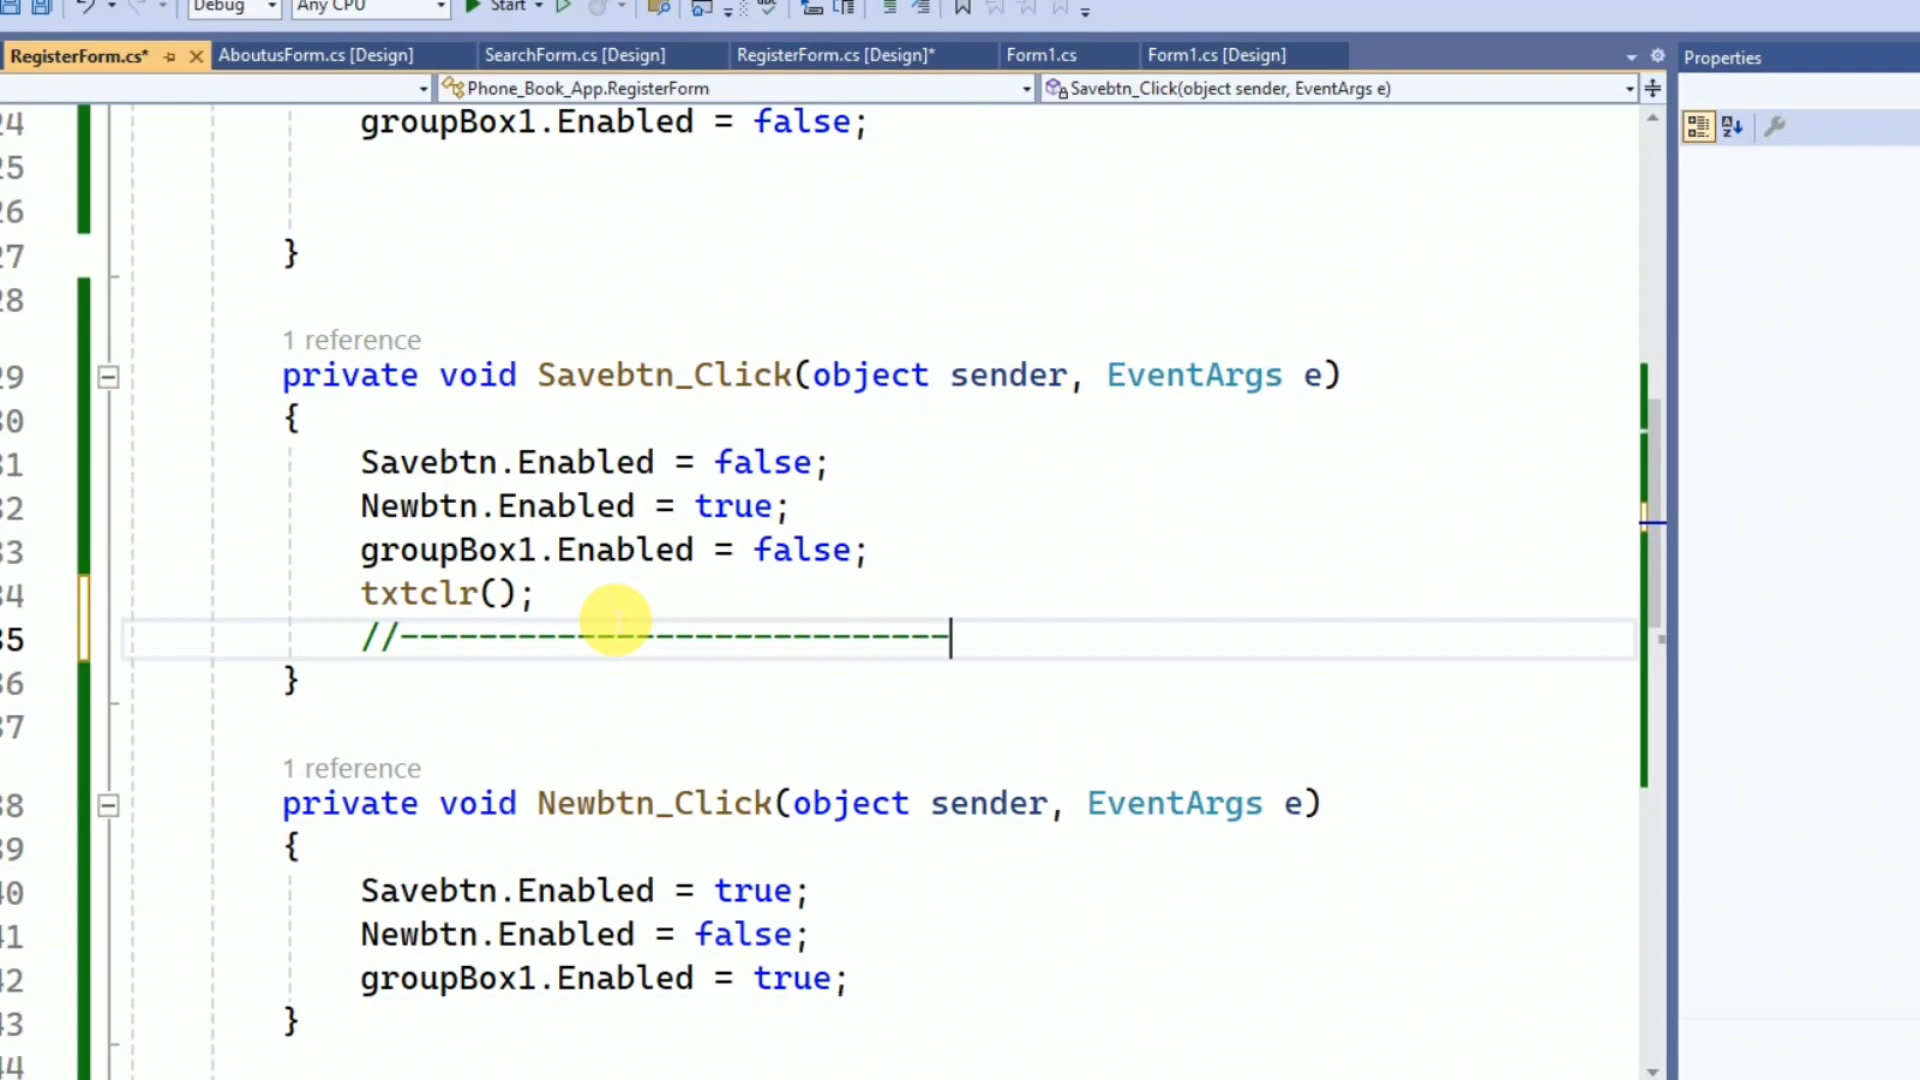 Debug Any CPU Start
RegisterForm.cs* AboutusForm.cs [Design] SearchForm.cs [Design] RegisterForm.cs [Design]* Form1.cs Form1.cs [Design] Properties
Phone_Book_App.RegisterForm Savebtn_Click(object sender, EventArgs e)
24 groupBox1.Enabled = false;
25
26
27 }
28
1 reference
29 private void Savebtn_Click(object sender, EventArgs e)
30 {
31 Savebtn.Enabled = false;
32 Newbtn.Enabled = true;
33 groupBox1.Enabled = false;
34 txtclr();
35 //----------------------------
36 }
37
1 reference
38 private void Newbtn_Click(object sender, EventArgs e)
39 {
40 Savebtn.Enabled = true;
41 Newbtn.Enabled = false;
42 groupBox1.Enabled = true;
43 }
44